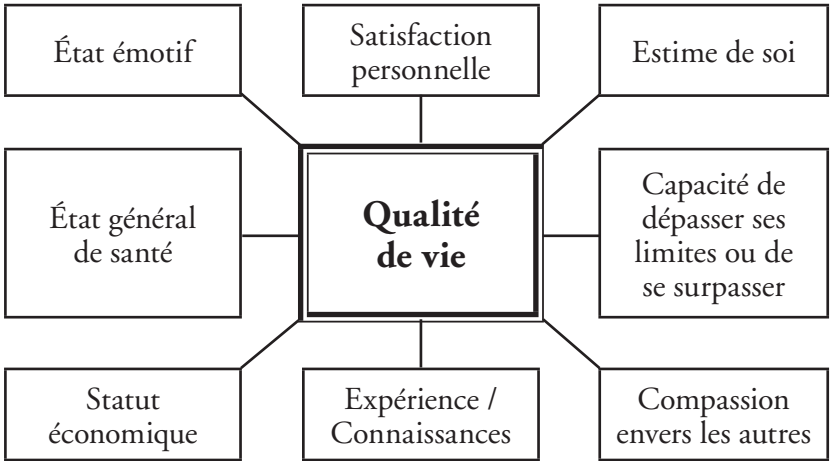 État émotif
Satisfaction
personnelle
Estime de soi
État général
de santé
Qualité
de vie
Capacité de
dépasser ses
limites ou de
se surpasser
Statut
économique
Expérience /
Connaissances
Compassion
envers les autres